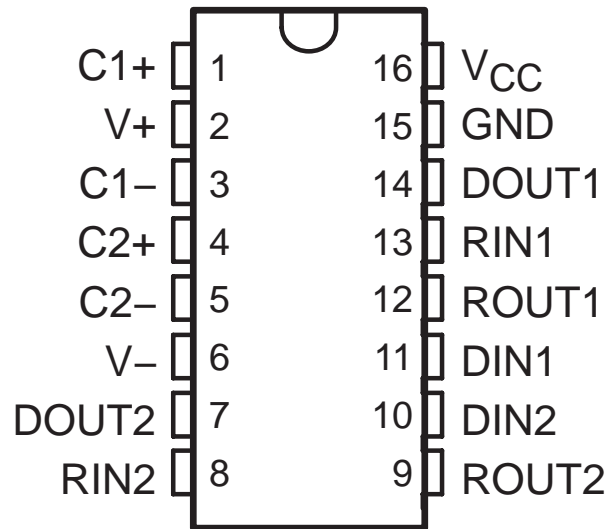 C1+ 1 16 VCC
V+ 2 15 GND
C1− 3 14 DOUT1
C2+ 4 13 RIN1
C2− 5 12 ROUT1
V− 6 11 DIN1
DOUT2 7 10 DIN2
RIN2 8 9 ROUT2